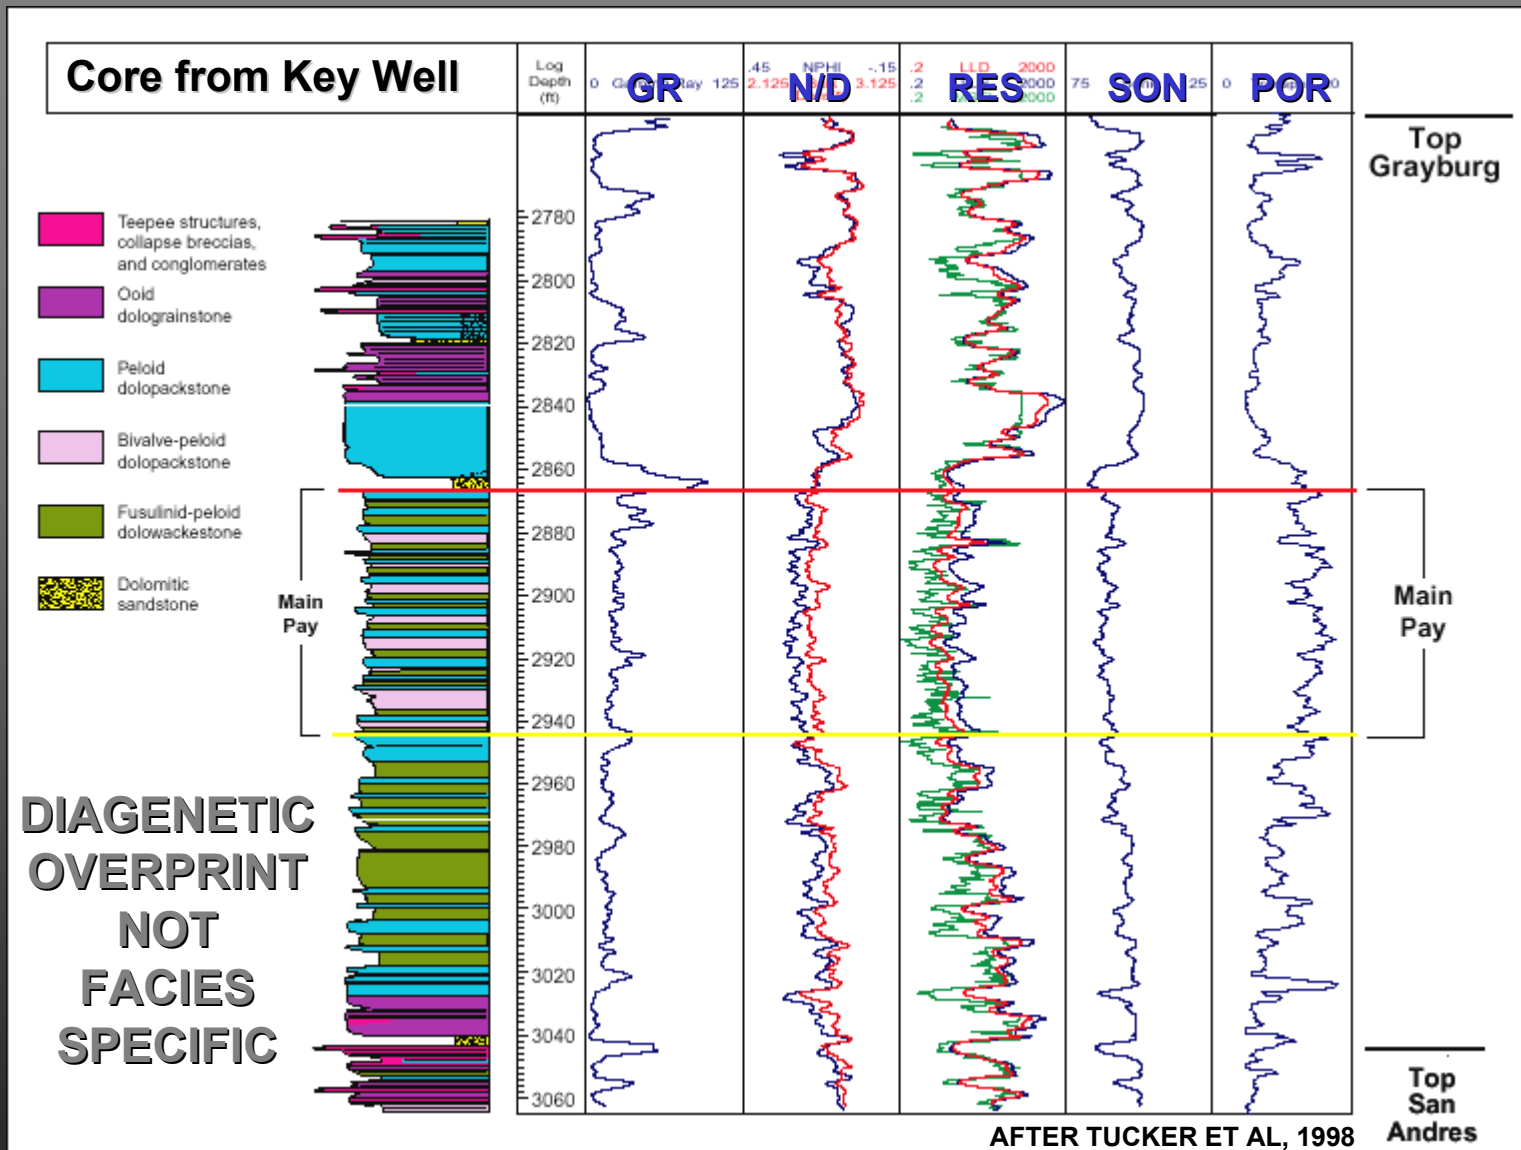 Core from Key Well
Log
Depth
(ft)
0 Ray 125
GR
.45 NPHI -.15
2.125 3.125
N/D
.2 LLD 2000
.2 2000
.2 2000
RES
75 25
SON
0 0
POR
Top
Grayburg
Teepee structures,
collapse breccias,
and conglomerates
Ooid
dolograinstone
Peloid
dolopackstone
Bivalve-peloid
dolopackstone
Fusulinid-peloid
dolowackestone
Dolomitic
sandstone
Main
Pay
2780
2800
2820
2840
2860
2880
2900
2920
2940
2960
2980
3000
3020
3040
3060
Main
Pay
DIAGENETIC
OVERPRINT
NOT
FACIES
SPECIFIC
Top
San
Andres
AFTER TUCKER ET AL, 1998